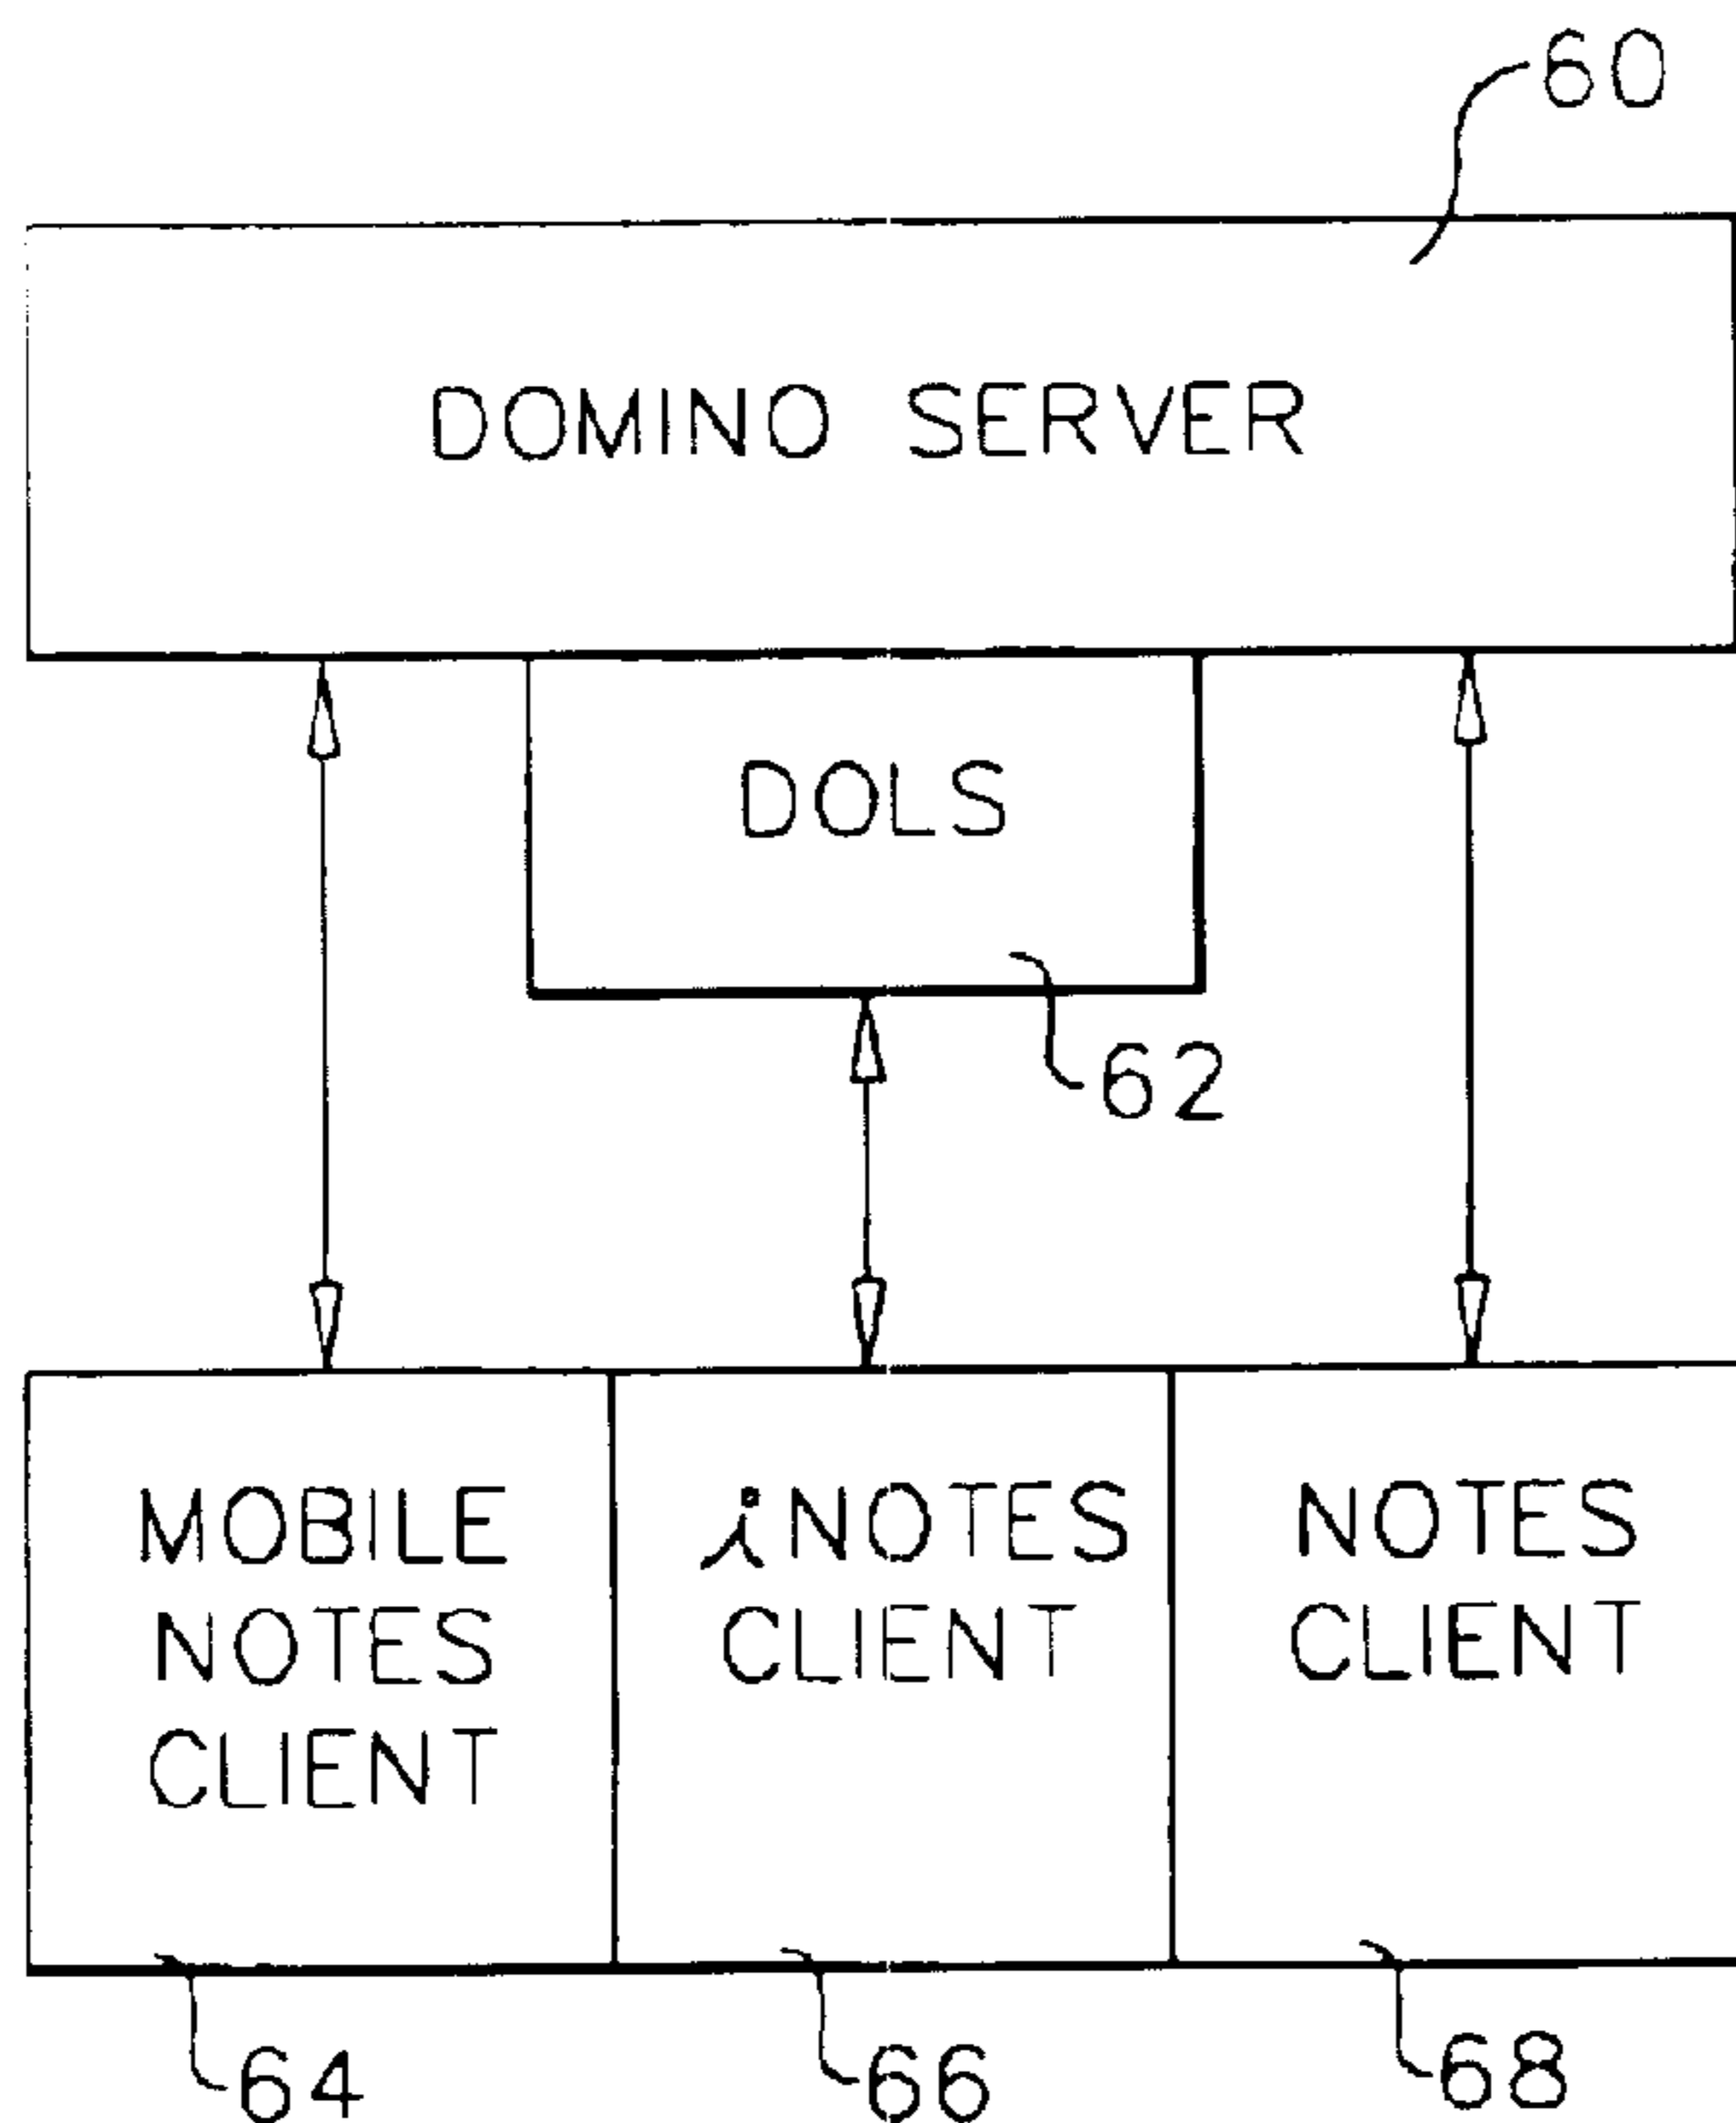 60
DOMINO SERVER
DOLS
62
MOBILE
NOTES
CLIENT
iNOTES
CLIENT
NOTES
CLIENT
64
66
68